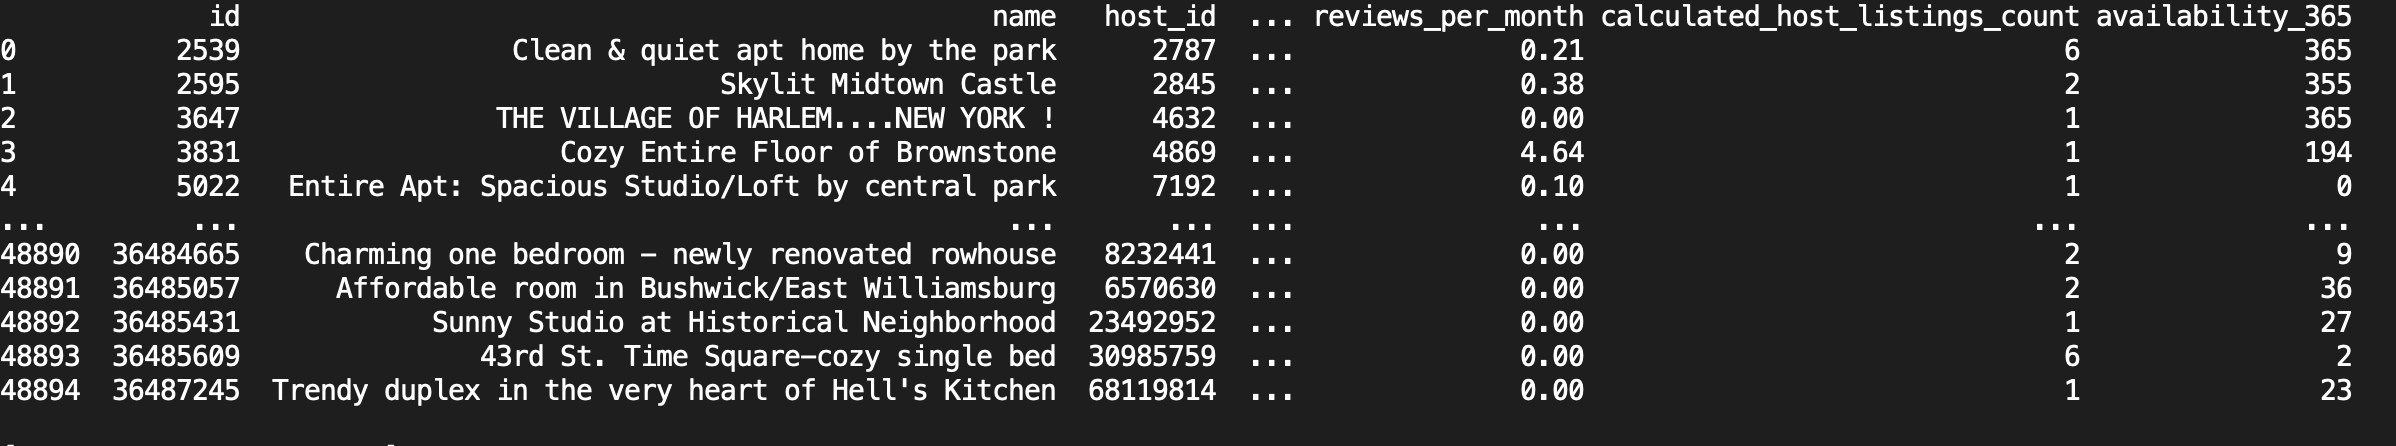 id name host_id ... reviews_per_month calculated_host_listings_count availability_365
0 2539 Clean & quiet apt home by the park 2787 ... 0.21 6 365
1 2595 Skylit Midtown Castle 2845 ... 0.38 2 355
2 3647 THE VILLAGE OF HARLEM....NEW YORK ! 4632 ... 0.00 1 365
3 3831 Cozy Entire Floor of Brownstone 4869 ... 4.64 1 194
4 5022 Entire Apt: Spacious Studio/Loft by central park 7192 ... 0.10 1 0
... ... ... ... ... ... ... ...
48890 36484665 Charming one bedroom - newly renovated rowhouse 8232441 ... 0.00 2 9
48891 36485057 Affordable room in Bushwick/East Williamsburg 6570630 ... 0.00 2 36
48892 36485431 Sunny Studio at Historical Neighborhood 23492952 ... 0.00 1 27
48893 36485609 43rd St. Time Square-cozy single bed 30985759 ... 0.00 6 2
48894 36487245 Trendy duplex in the very heart of Hell's Kitchen 68119814 ... 0.00 1 23